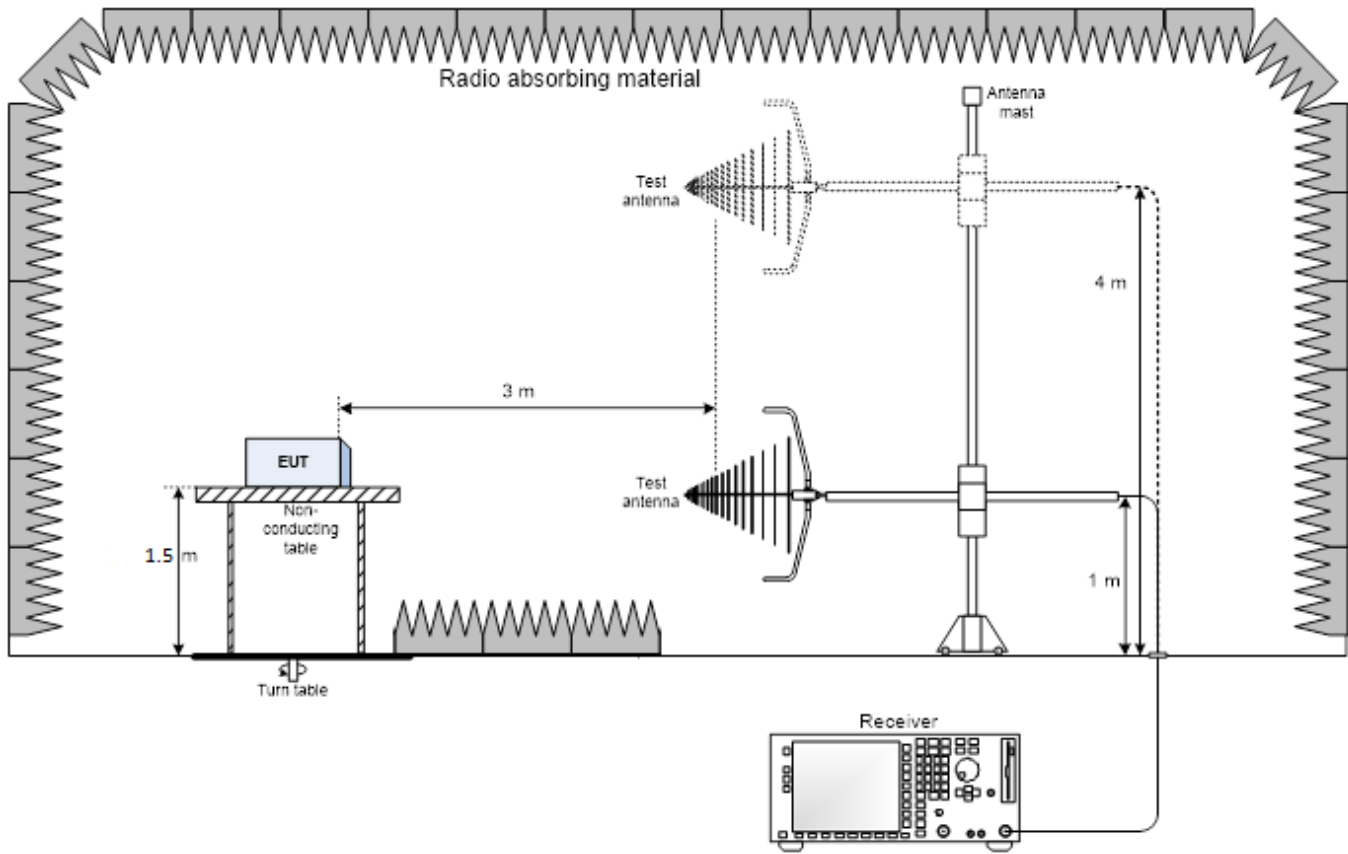 Radio absorbing material
Antenna
mast
Test
antenna
4 m
3 m
EUT
Test
antenna
Non-
conducting
table
1.5 m
1 m
Turn table
Receiver